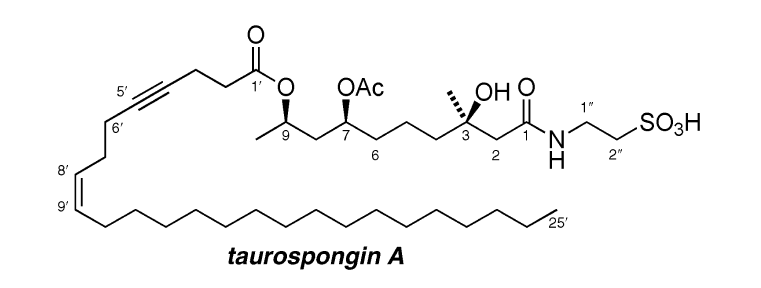 O
1′
O
OAc
OH
O
5′
6′
9
7
6
3
2
1
N
H
1″
2″
SO₃H
8′
9′
25′
taurospongin A